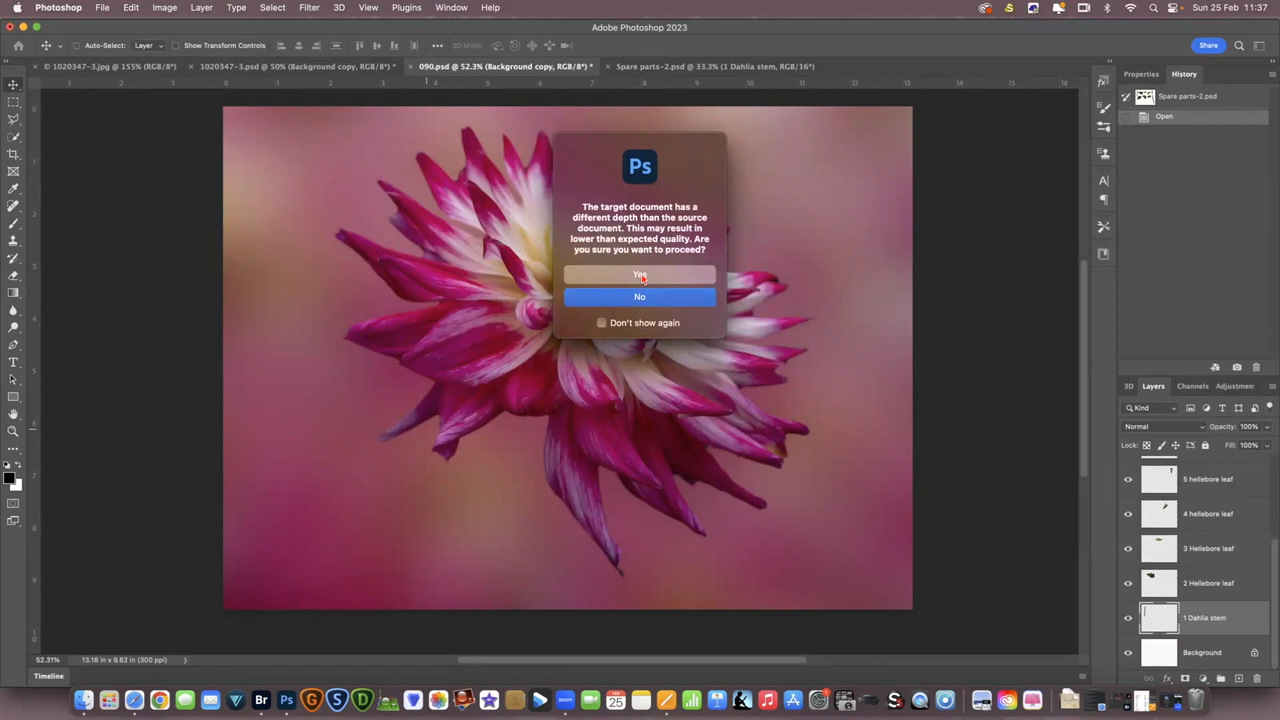 Photoshop File Edit Image Layer Type Select Filter 3D View Plugins Window Help
Sun 25 Feb 11:37
Adobe Photoshop 2023
Auto-Select: Layer Show Transform Controls
3D Mode:
Share
© 1020347-3.jpg @ 155% (RGB/8*)
1020347-3.psd @ 50% (Background copy, RGB/8*) *
090.psd @ 52.3% (Background copy, RGB/8*) *
Spare parts-2.psd @ 33.3% (1 Dahlia stem, RGB/16*)
Properties History
Spare parts-2.psd
Open
Ps
The target document has a
different depth than the source
document. This may result in
lower than expected quality. Are
you sure you want to proceed?
Yes
No
Don't show again
3D Layers Channels Adjustmen
Kind
Normal Opacity: 100%
Lock: Fill: 100%
5 hellebore leaf
4 hellebore leaf
3 Hellebore leaf
2 Hellebore leaf
1 Dahlia stem
Background
52.31% 13.18 in x 9.62 in (300 ppi)
Timeline